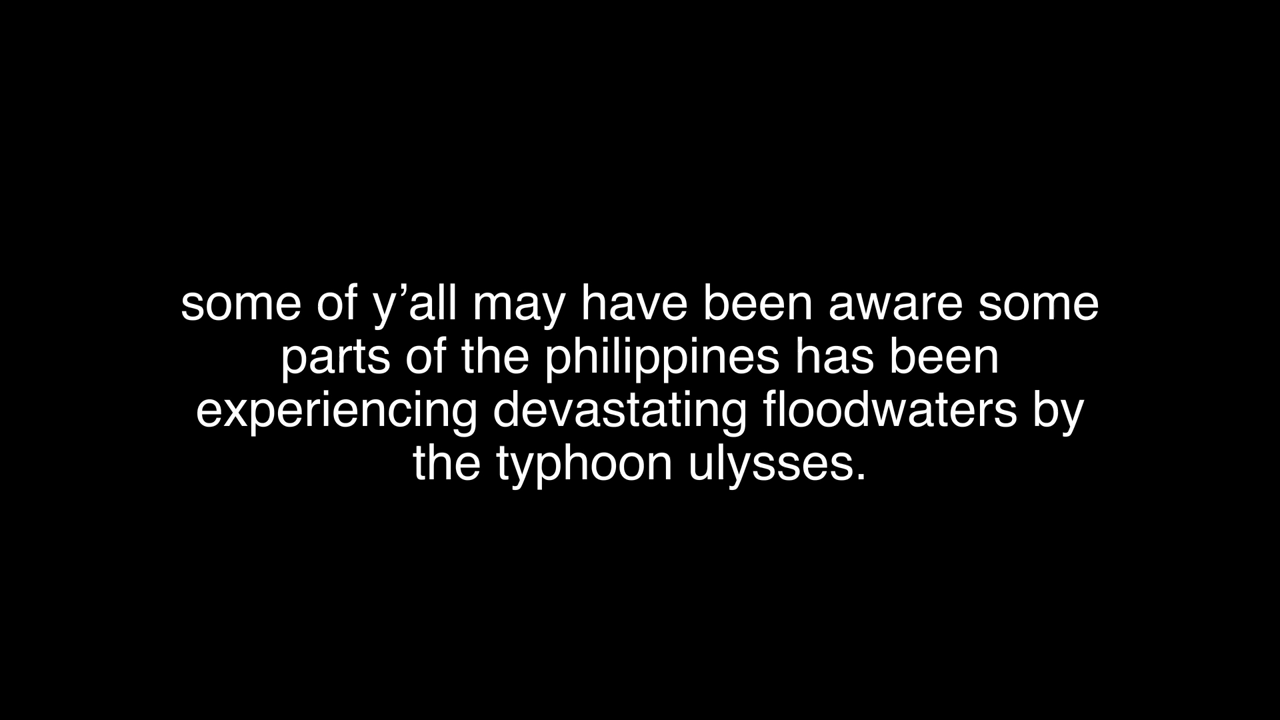 some of y’all may have been aware some
parts of the philippines has been
experiencing devastating floodwaters by
the typhoon ulysses.